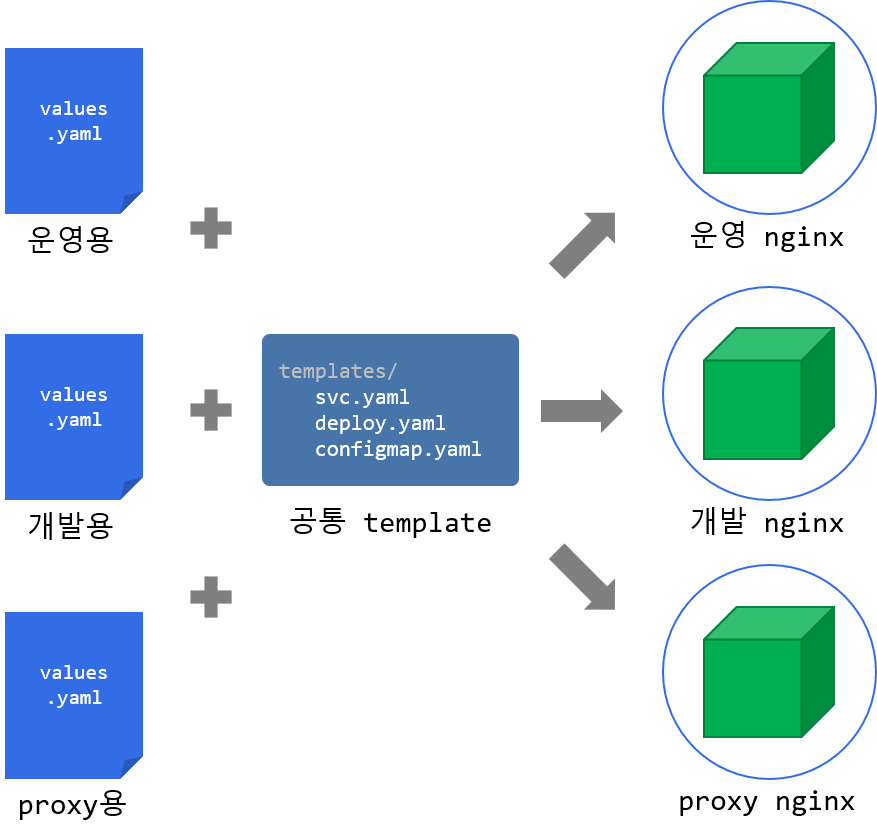 values
.yaml
운영용
운영 nginx
values
.yaml
개발용
templates/
svc.yaml
deploy.yaml
configmap.yaml
공통 template
개발 nginx
values
.yaml
proxy용
proxy nginx